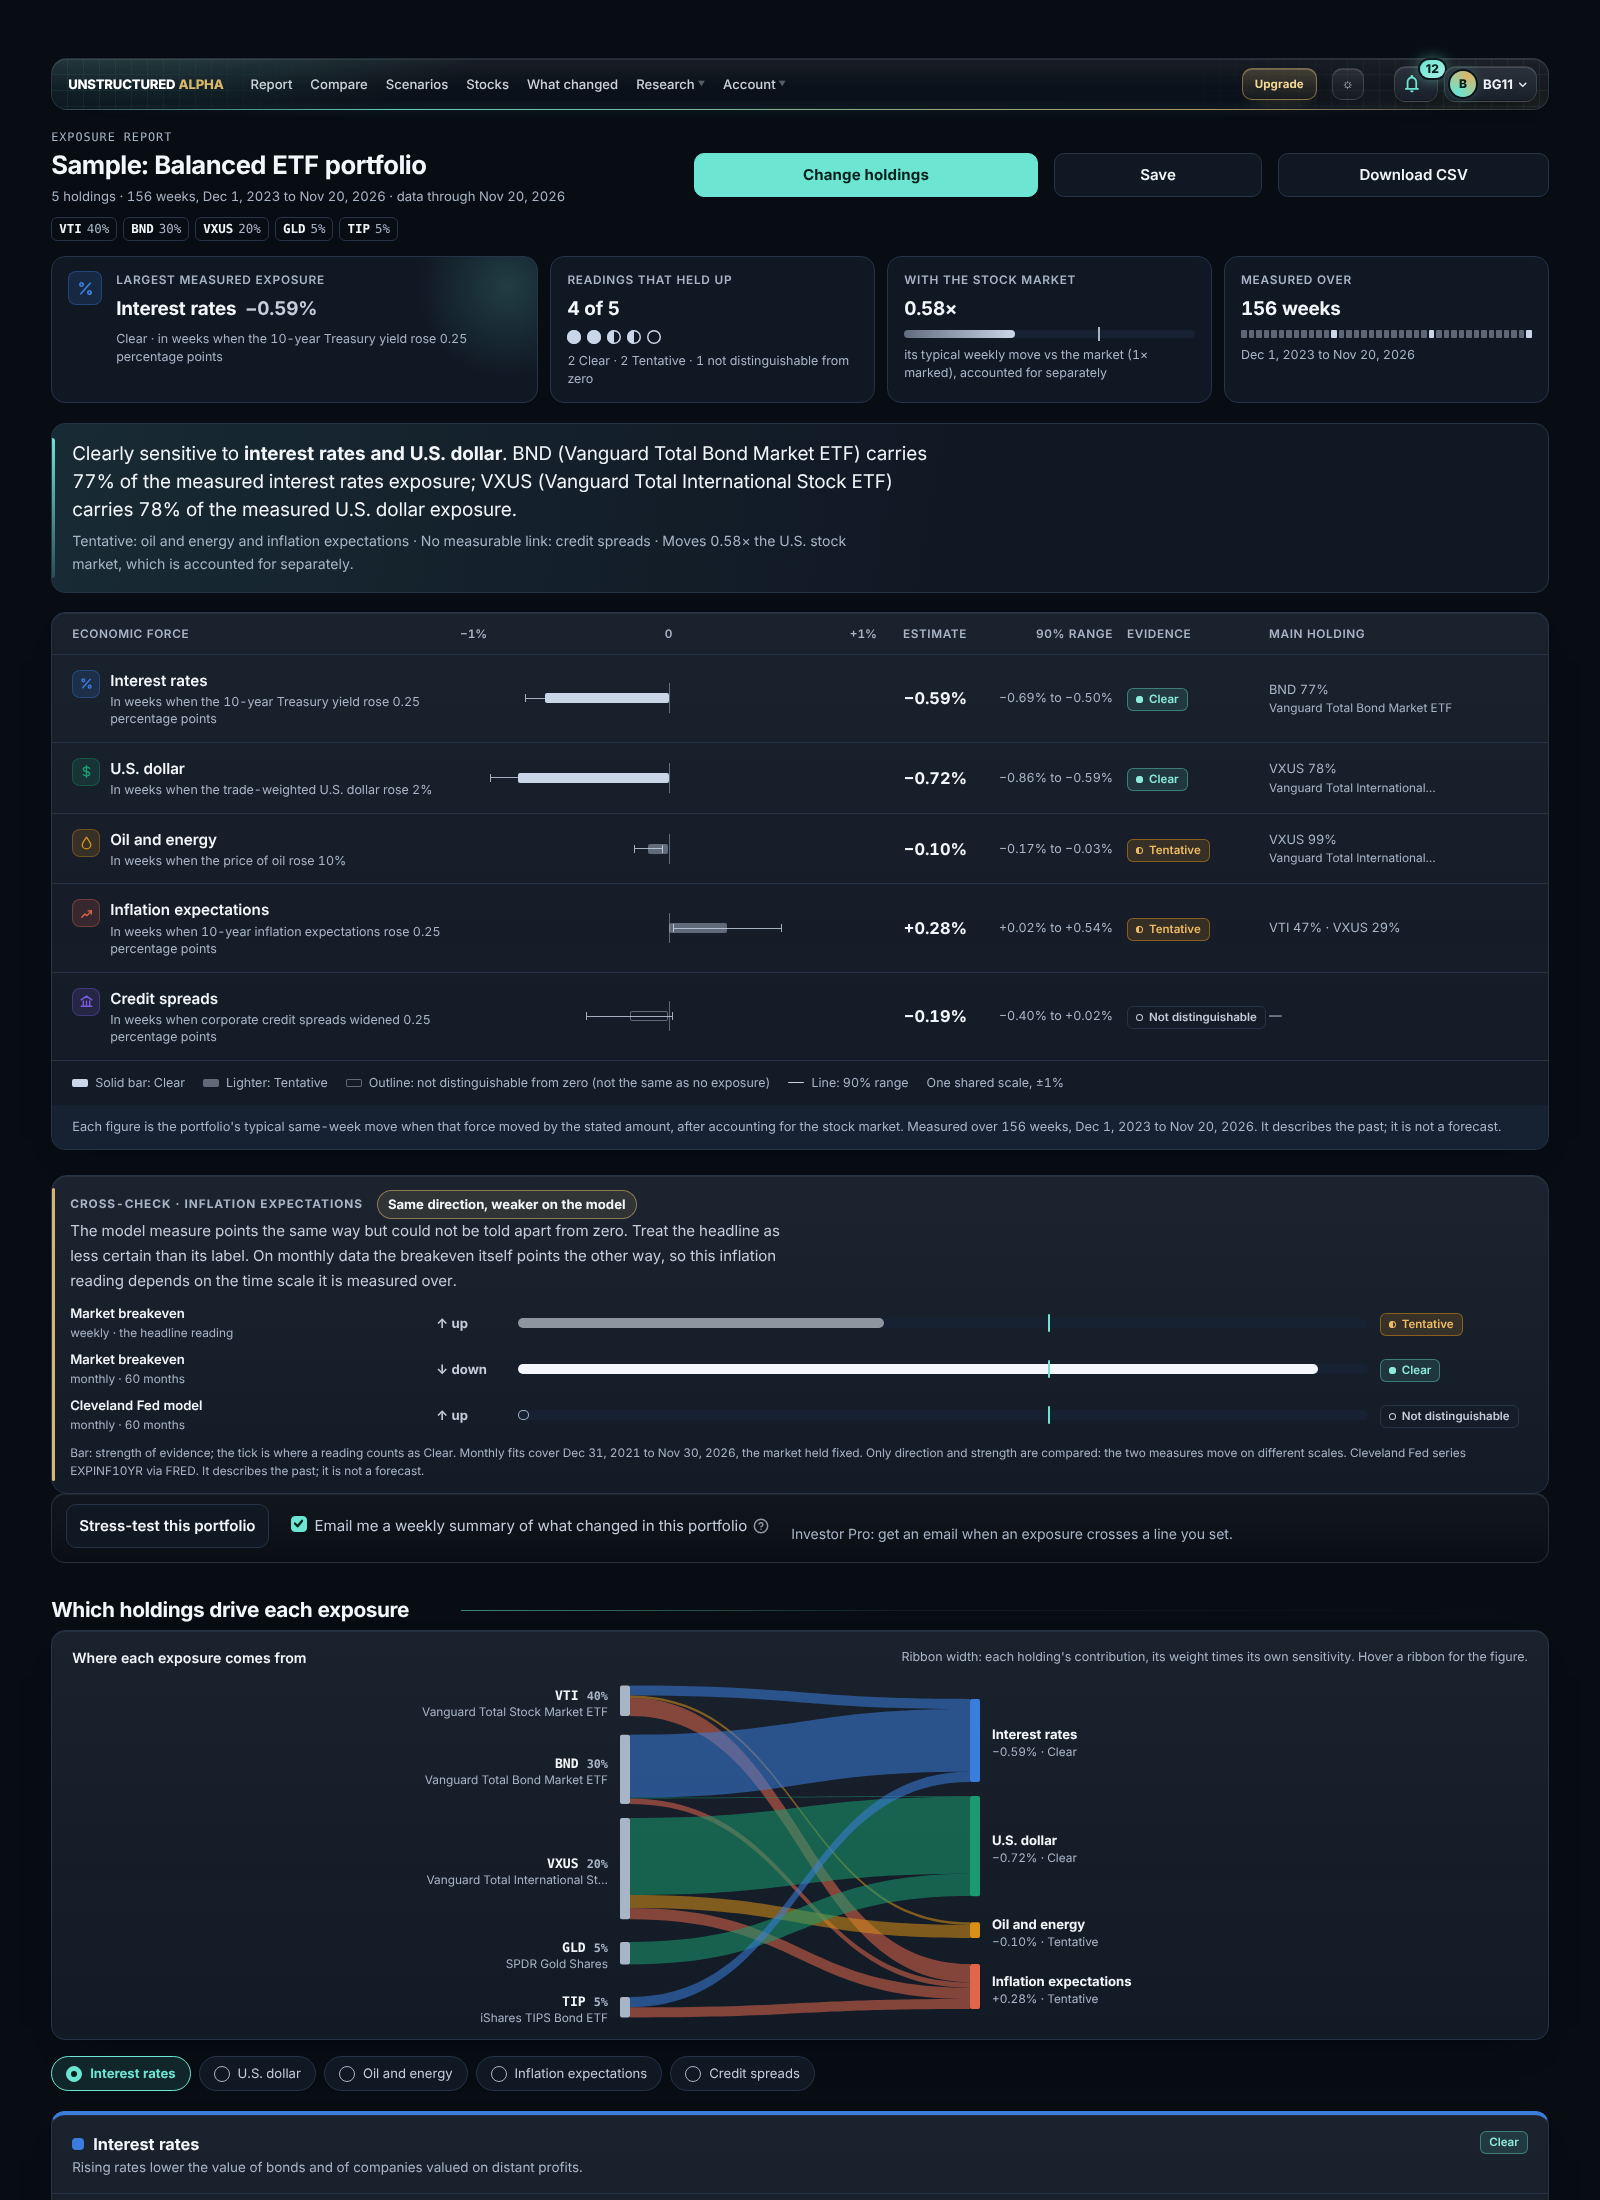 UNSTRUCTURED ALPHA
Report
Compare
Scenarios
Stocks
What changed
Research
Account
Upgrade
12
B
BG11
EXPOSURE REPORT
Sample: Balanced ETF portfolio
5 holdings · 156 weeks, Dec 1, 2023 to Nov 20, 2026 · data through Nov 20, 2026
Change holdings
Save
Download CSV
VTI 40%
BND 30%
VXUS 20%
GLD 5%
TIP 5%
LARGEST MEASURED EXPOSURE
Interest rates −0.59%
Clear · in weeks when the 10-year Treasury yield rose 0.25
percentage points
READINGS THAT HELD UP
4 of 5
2 Clear · 2 Tentative · 1 not distinguishable from
zero
WITH THE STOCK MARKET
0.58×
its typical weekly move vs the market (1×
marked), accounted for separately
MEASURED OVER
156 weeks
Dec 1, 2023 to Nov 20, 2026
Clearly sensitive to interest rates and U.S. dollar. BND (Vanguard Total Bond Market ETF) carries
77% of the measured interest rates exposure; VXUS (Vanguard Total International Stock ETF)
carries 78% of the measured U.S. dollar exposure.
Tentative: oil and energy and inflation expectations · No measurable link: credit spreads · Moves 0.58× the U.S. stock
market, which is accounted for separately.
ECONOMIC FORCE
−1%
0
+1%
ESTIMATE
90% RANGE
EVIDENCE
MAIN HOLDING
Interest rates
In weeks when the 10-year Treasury yield rose 0.25
percentage points
−0.59%
−0.69% to −0.50%
Clear
BND 77%
Vanguard Total Bond Market ETF
U.S. dollar
In weeks when the trade-weighted U.S. dollar rose 2%
−0.72%
−0.86% to −0.59%
Clear
VXUS 78%
Vanguard Total International...
Oil and energy
In weeks when the price of oil rose 10%
−0.10%
−0.17% to −0.03%
Tentative
VXUS 99%
Vanguard Total International...
Inflation expectations
In weeks when 10-year inflation expectations rose 0.25
percentage points
+0.28%
+0.02% to +0.54%
Tentative
VTI 47% · VXUS 29%
Credit spreads
In weeks when corporate credit spreads widened 0.25
percentage points
−0.19%
−0.40% to +0.02%
Not distinguishable
—
Solid bar: Clear
Lighter: Tentative
Outline: not distinguishable from zero (not the same as no exposure)
Line: 90% range
One shared scale, ±1%
Each figure is the portfolio's typical same-week move when that force moved by the stated amount, after accounting for the stock market. Measured over 156 weeks, Dec 1, 2023 to Nov 20, 2026. It describes the past; it is not a forecast.
CROSS-CHECK · INFLATION EXPECTATIONS
Same direction, weaker on the model
The model measure points the same way but could not be told apart from zero. Treat the headline as
less certain than its label. On monthly data the breakeven itself points the other way, so this inflation
reading depends on the time scale it is measured over.
Market breakeven
weekly · the headline reading
↑ up
Tentative
Market breakeven
monthly · 60 months
↓ down
Clear
Cleveland Fed model
monthly · 60 months
↑ up
Not distinguishable
Bar: strength of evidence; the tick is where a reading counts as Clear. Monthly fits cover Dec 31, 2021 to Nov 30, 2026, the market held fixed. Only direction and strength are compared: the two measures move on different scales. Cleveland Fed series
EXPINF10YR via FRED. It describes the past; it is not a forecast.
Stress-test this portfolio
Email me a weekly summary of what changed in this portfolio ?
Investor Pro: get an email when an exposure crosses a line you set.
Which holdings drive each exposure
Where each exposure comes from
Ribbon width: each holding's contribution, its weight times its own sensitivity. Hover a ribbon for the figure.
VTI 40%
Vanguard Total Stock Market ETF
BND 30%
Vanguard Total Bond Market ETF
VXUS 20%
Vanguard Total International St...
GLD 5%
SPDR Gold Shares
TIP 5%
iShares TIPS Bond ETF
Interest rates
−0.59% · Clear
U.S. dollar
−0.72% · Clear
Oil and energy
−0.10% · Tentative
Inflation expectations
+0.28% · Tentative
Interest rates
U.S. dollar
Oil and energy
Inflation expectations
Credit spreads
Interest rates
Clear
Rising rates lower the value of bonds and of companies valued on distant profits.